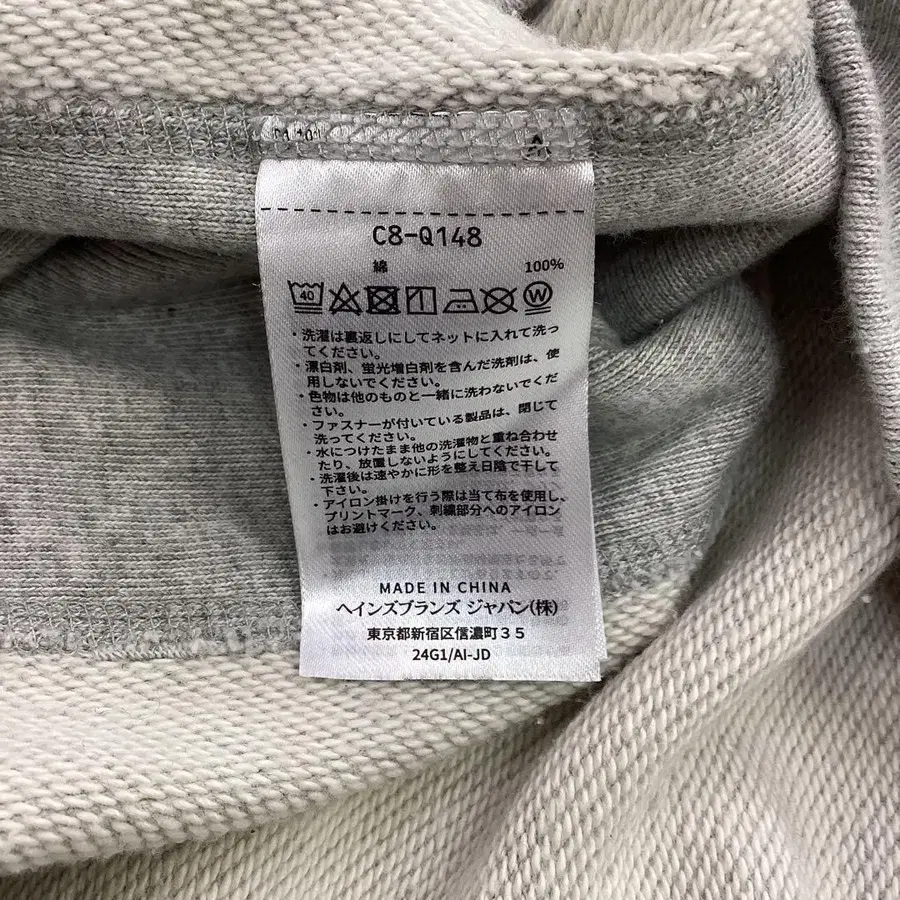 C8-Q148
綿 100%
40
・洗濯は裏返しにしてネットに入れて洗っ
てください。
・漂白剤、蛍光増白剤を含んだ洗剤は、使
用しないでください。
・色物は他のものと一緒に洗わないでくだ
さい。
・ファスナーが付いている製品は、閉じて
洗ってください。
・水につけたまま他の洗濯物と重ね合わせ
たり、放置しないようにしてください。
・洗濯後は速やかに形を整え日陰で干して
下さい。
・アイロン掛けを行う際は当て布を使用し、
プリントマーク、刺繍部分へのアイロン
はお避けください。
MADE IN CHINA
ヘインズブランズ ジャパン(株)
東京都新宿区信濃町35
24G1/AI-JD